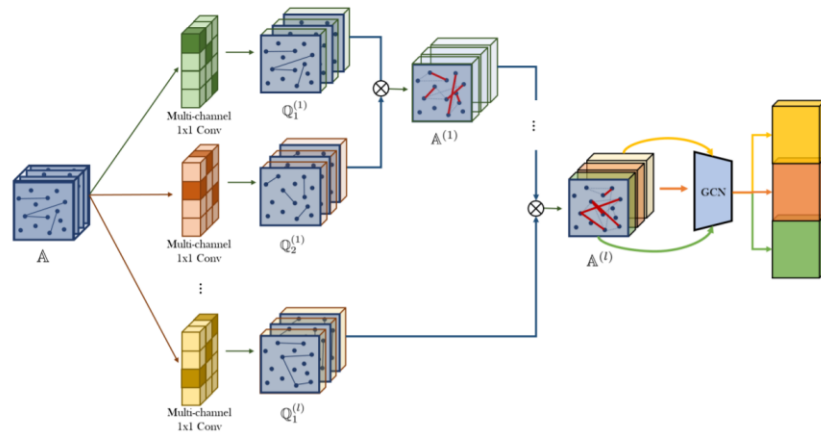 Multi-channel
1x1 Conv
ℚ₁⁽¹⁾
𝔸⁽¹⁾
⋮
𝔸
Multi-channel
1x1 Conv
ℚ₂⁽¹⁾
GCN
𝔸⁽ˡ⁾
⋮
Multi-channel
1x1 Conv
ℚ₁⁽ˡ⁾